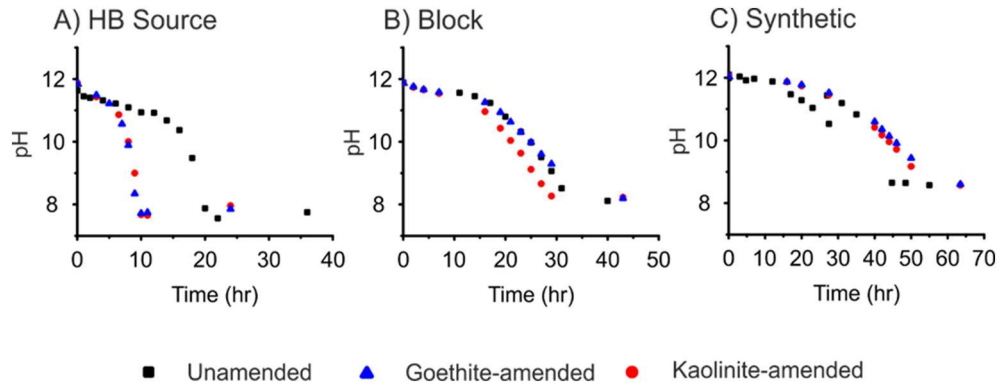 A) HB Source
B) Block
C) Synthetic
pH
12
10
8
0 10 20 30 40
Time (hr)
pH
12
10
8
0 10 20 30 40 50
Time (hr)
pH
12
10
8
0 10 20 30 40 50 60 70
Time (hr)
Unamended Goethite-amended Kaolinite-amended